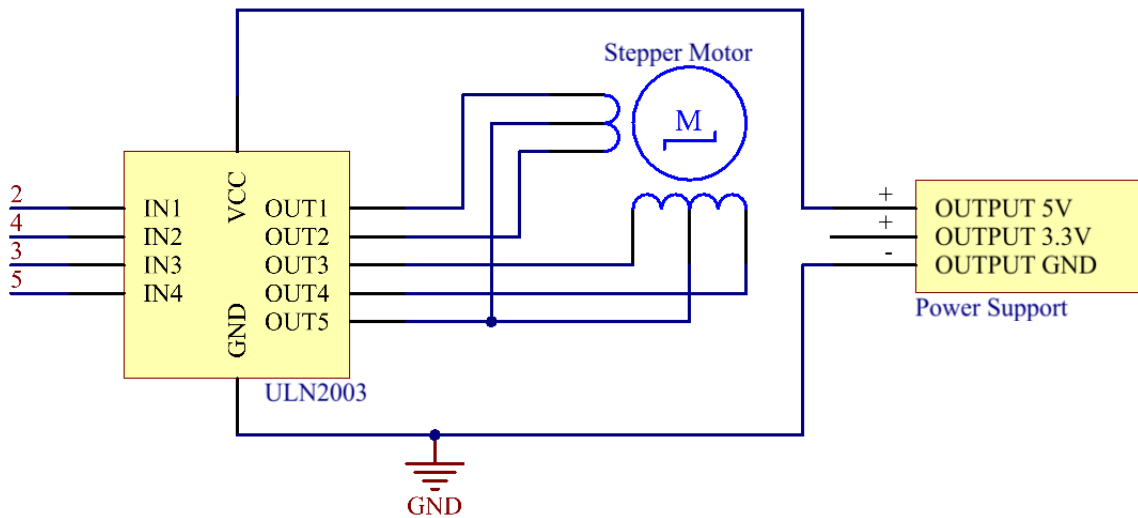 Stepper Motor
M
2
4
3
5
IN1
IN2
IN3
IN4
VCC
GND
OUT1
OUT2
OUT3
OUT4
OUT5
ULN2003
+
+
-
OUTPUT 5V
OUTPUT 3.3V
OUTPUT GND
Power Support
GND